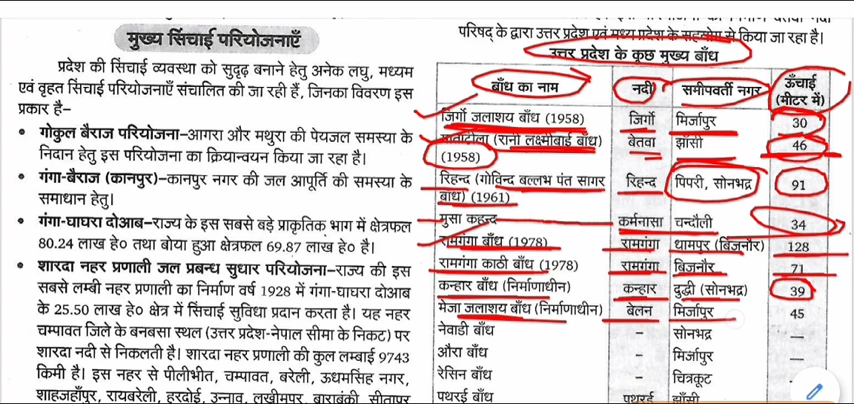 मुख्य सिंचाई परियोजनाएँ
प्रदेश की सिंचाई व्यवस्था को सुदृढ़ बनाने हेतु अनेक लघु, मध्यम
एवं वृहत सिंचाई परियोजनाएँ संचालित की जा रही हैं, जिनका विवरण इस
प्रकार है–
• गोकुल बैराज परियोजना–आगरा और मथुरा की पेयजल समस्या के
निदान हेतु इस परियोजना का क्रियान्वयन किया जा रहा है।
• गंगा-बैराज (कानपुर)–कानपुर नगर की जल आपूर्ति की समस्या के
समाधान हेतु।
• गंगा-घाघरा दोआब–राज्य के इस सबसे बड़े प्राकृतिक भाग में क्षेत्रफल
80.24 लाख हे० तथा बोया हुआ क्षेत्रफल 69.87 लाख हे० है।
• शारदा नहर प्रणाली जल प्रबन्ध सुधार परियोजना–राज्य की इस
सबसे लम्बी नहर प्रणाली का निर्माण वर्ष 1928 में गंगा-घाघरा दोआब
के 25.50 लाख हे० क्षेत्र में सिंचाई सुविधा प्रदान करता है। यह नहर
चम्पावत जिले के बनबसा स्थल (उत्तर प्रदेश-नेपाल सीमा के निकट) पर
शारदा नदी से निकलती है। शारदा नहर प्रणाली की कुल लम्बाई 9743
किमी है। इस नहर से पीलीभीत, चम्पावत, बरेली, ऊधमसिंह नगर,
शाहजहाँपुर, रायबरेली, हरदोई, उन्नाव, लखीमपुर, बाराबंकी, सीतापुर
परिषद् के द्वारा उत्तर प्रदेश एवं मध्य प्रदेश के सहयोग से किया जा रहा है।
उत्तर प्रदेश के कुछ मुख्य बाँध
बाँध का नाम नदी समीपवर्ती नगर ऊँचाई (मीटर में)
जिर्गो जलाशय बाँध (1958) जिर्गो मिर्जापुर 30
(रानी लक्ष्मीबाई बाँध) बेतवा झाँसी 46
(1958)
रिहन्द (गोविन्द बल्लभ पंत सागर रिहन्द पिपरी, सोनभद्र 91
बाँध) (1961)
मुसा कहन्द कर्मनासा चन्दौली 34
रामगंगा बाँध (1978) रामगंगा धामपुर (बिजनौर) 128
रामगंगा काठी बाँध (1978) रामगंगा बिजनौर 71
कन्हार बाँध (निर्माणाधीन) कन्हार दुद्धी (सोनभद्र) 39
मेजा जलाशय बाँध (निर्माणाधीन) बेलन मिर्जापुर 45
नेवाडी बाँध – सोनभद्र —
औरा बाँध – मिर्जापुर —
रेसिन बाँध – चित्रकूट
पथरई बाँध पथरई झाँसी